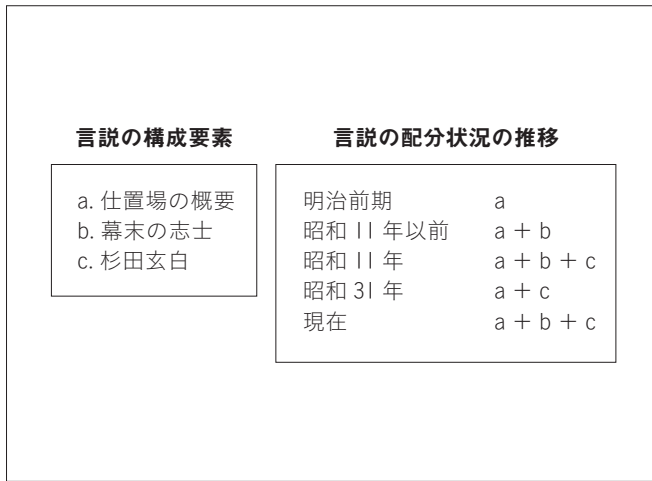 言説の構成要素
a. 仕置場の概要
b. 幕末の志士
c. 杉田玄白
言説の配分状況の推移
明治前期 a
昭和 11 年以前 a + b
昭和 11 年 a + b + c
昭和 31 年 a + c
現在 a + b + c